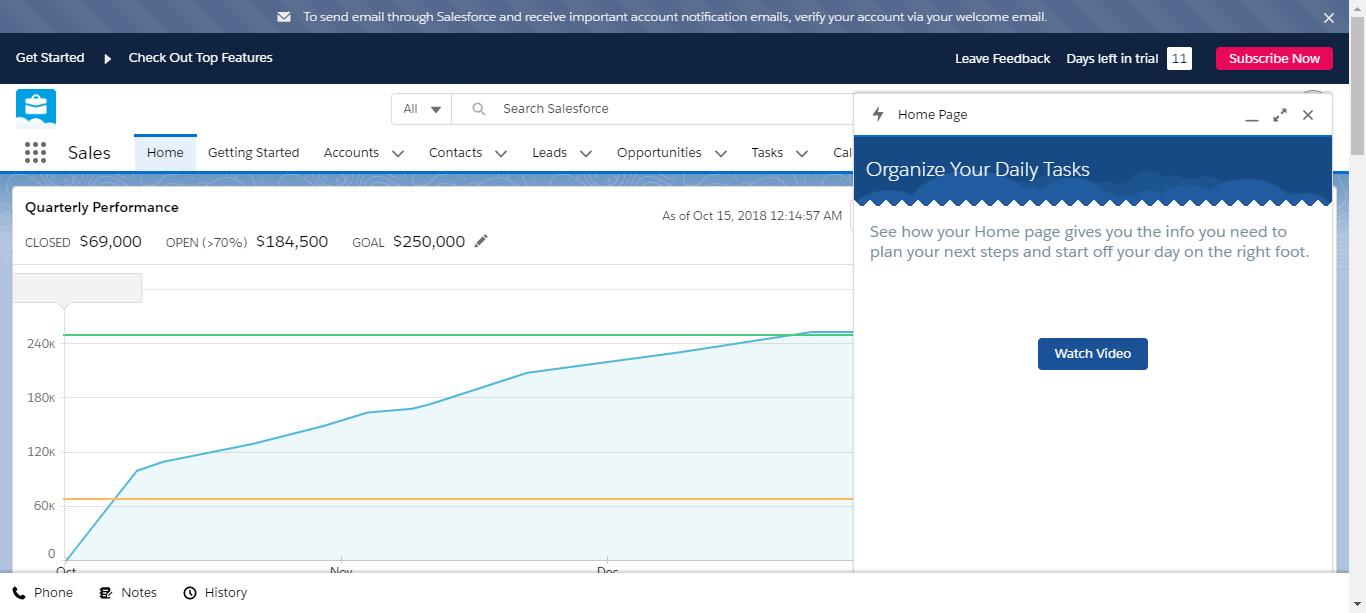 To send email through Salesforce and receive important account notification emails, verify your account via your welcome email.
Get Started Check Out Top Features Leave Feedback Days left in trial 11 Subscribe Now
All Search Salesforce
Sales Home Getting Started Accounts Contacts Leads Opportunities Tasks Cal
Quarterly Performance
As of Oct 15, 2018 12:14:57 AM
CLOSED $69,000 OPEN (>70%) $184,500 GOAL $250,000
240K
180K
120K
60K
0
Oct Nov Dec
Home Page
Organize Your Daily Tasks
See how your Home page gives you the info you need to
plan your next steps and start off your day on the right foot.
Watch Video
Phone Notes History